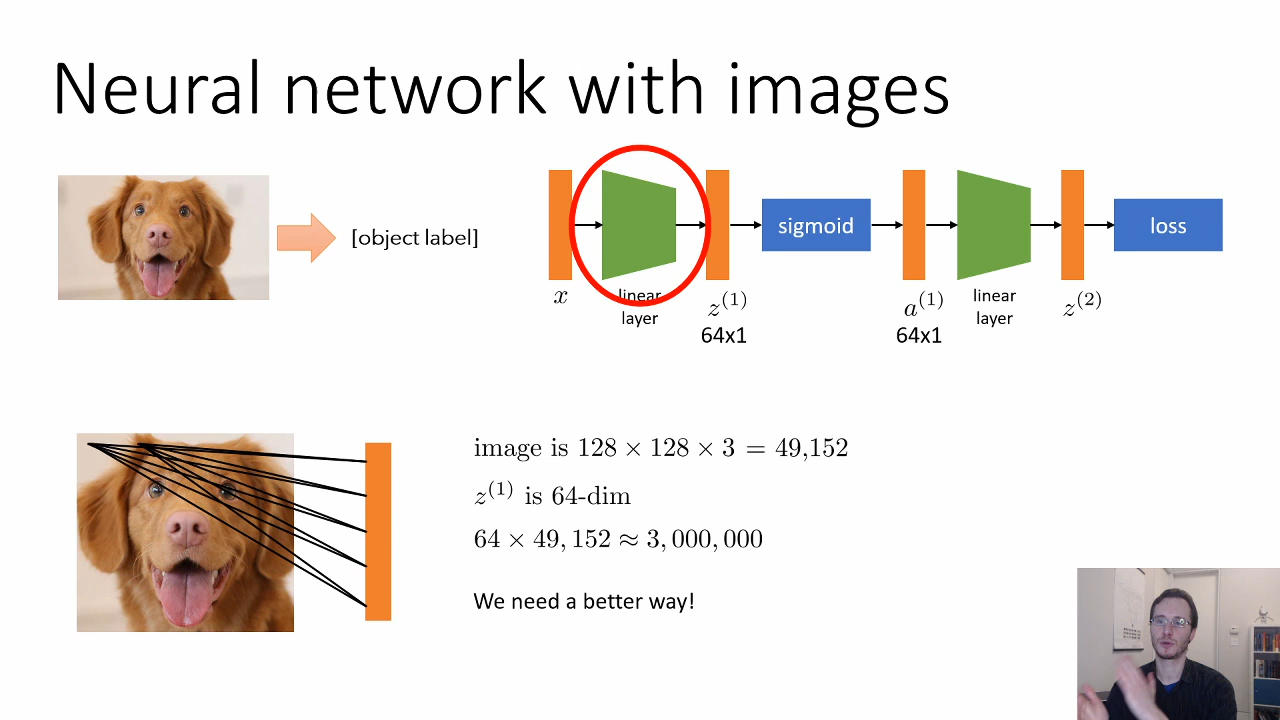 Neural network with images
[object label]
sigmoid
loss
x
linear
layer
z^{(1)}
64x1
a^{(1)}
64x1
linear
layer
z^{(2)}
image is 128 × 128 × 3 = 49,152
z^{(1)} is 64-dim
64 × 49, 152 ≈ 3, 000, 000
We need a better way!